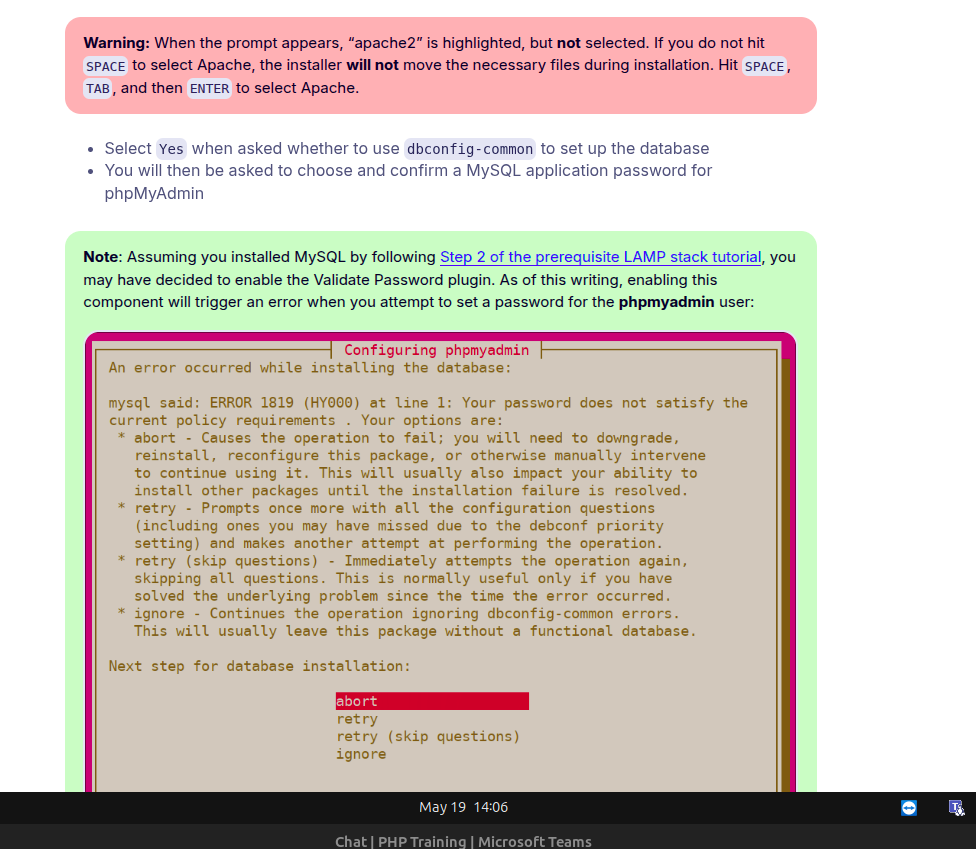 Warning: When the prompt appears, “apache2” is highlighted, but not selected. If you do not hit
SPACE to select Apache, the installer will not move the necessary files during installation. Hit SPACE,
TAB, and then ENTER to select Apache.
• Select Yes when asked whether to use dbconfig-common to set up the database
• You will then be asked to choose and confirm a MySQL application password for
phpMyAdmin
Note: Assuming you installed MySQL by following Step 2 of the prerequisite LAMP stack tutorial, you
may have decided to enable the Validate Password plugin. As of this writing, enabling this
component will trigger an error when you attempt to set a password for the phpmyadmin user:
Configuring phpmyadmin
An error occurred while installing the database:
mysql said: ERROR 1819 (HY000) at line 1: Your password does not satisfy the
current policy requirements . Your options are:
* abort - Causes the operation to fail; you will need to downgrade,
reinstall, reconfigure this package, or otherwise manually intervene
to continue using it. This will usually also impact your ability to
install other packages until the installation failure is resolved.
* retry - Prompts once more with all the configuration questions
(including ones you may have missed due to the debconf priority
setting) and makes another attempt at performing the operation.
* retry (skip questions) - Immediately attempts the operation again,
skipping all questions. This is normally useful only if you have
solved the underlying problem since the time the error occurred.
* ignore - Continues the operation ignoring dbconfig-common errors.
This will usually leave this package without a functional database.
Next step for database installation:
abort
retry
retry (skip questions)
ignore
May 19 14:06
Chat | PHP Training | Microsoft Teams